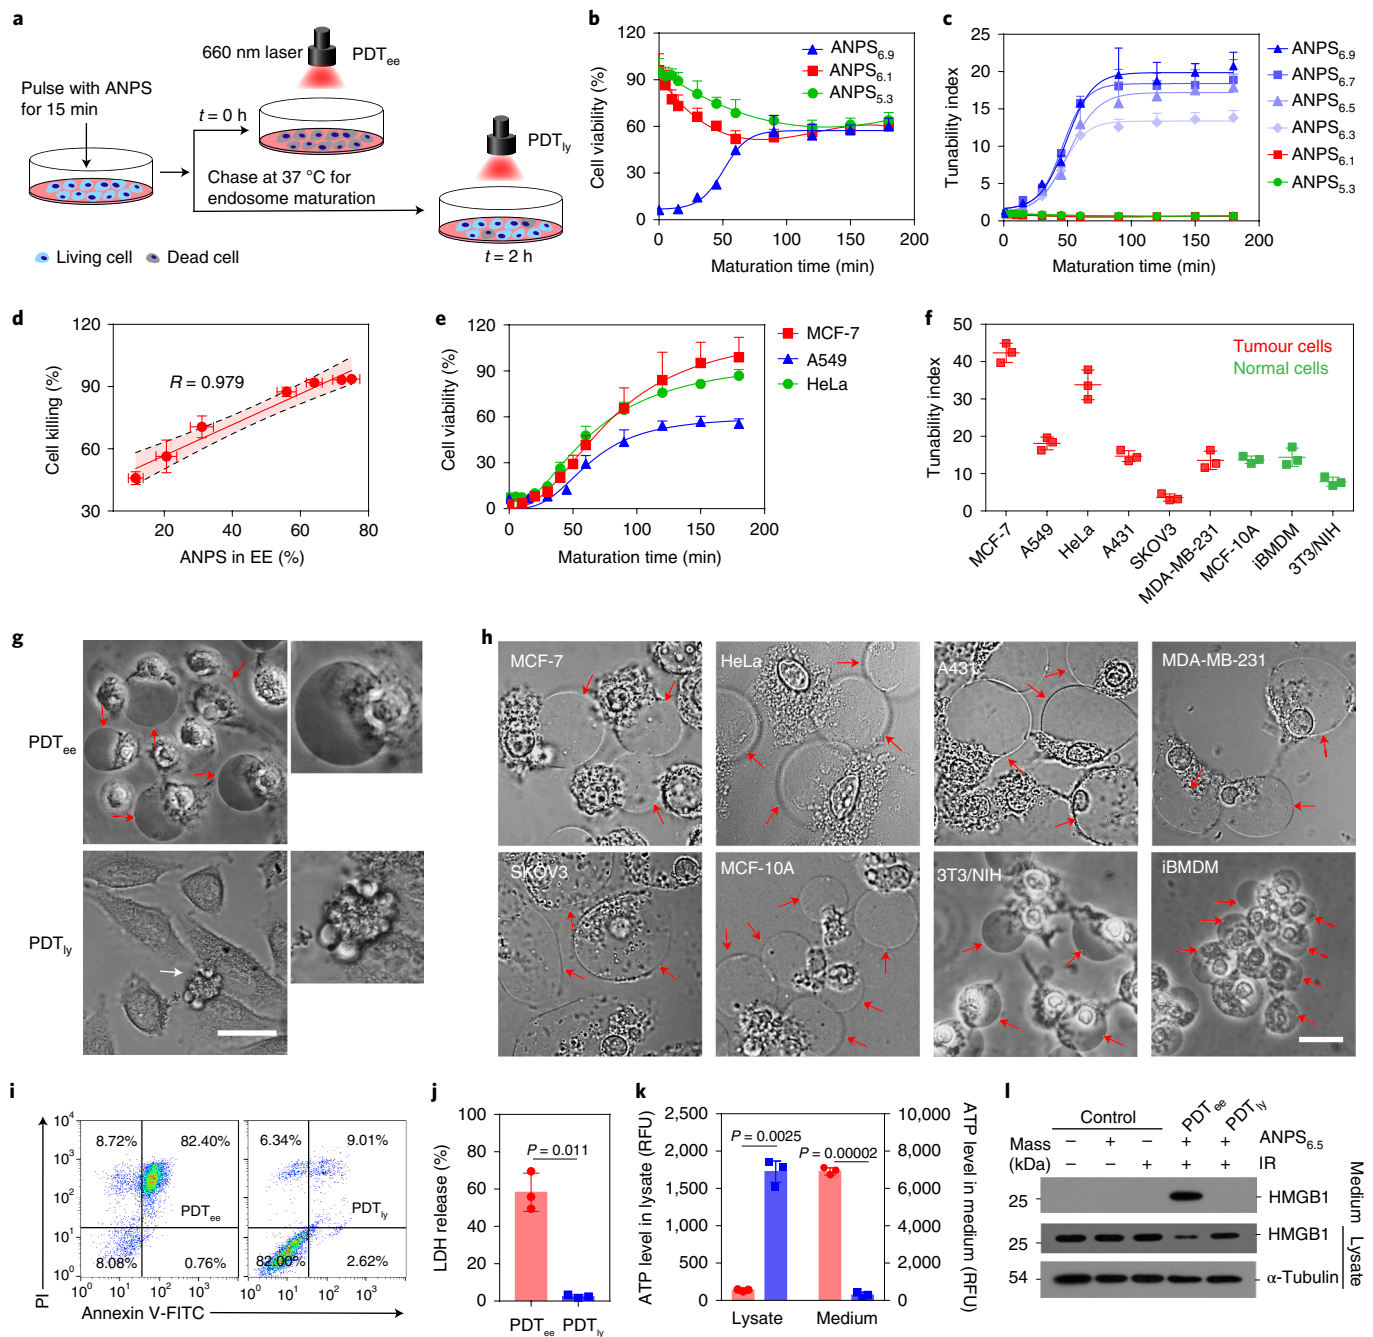 a
660 nm laser
PDTee
Pulse with ANPS
for 15 min
t = 0 h
PDTly
Chase at 37 °C for
endosome maturation
t = 2 h
Living cell
Dead cell
b
Cell viability (%)
120
90
60
30
0
0 50 100 150 200
Maturation time (min)
ANPS6.9
ANPS6.1
ANPS5.3
c
Tunability index
25
20
15
10
5
0
0 50 100 150 200
Maturation time (min)
ANPS6.9
ANPS6.7
ANPS6.5
ANPS6.3
ANPS6.1
ANPS5.3
d
Cell killing (%)
120
90
60
30
R = 0.979
20 40 60 80
ANPS in EE (%)
e
Cell viability (%)
120
90
60
30
0
0 50 100 150 200
Maturation time (min)
MCF-7
A549
HeLa
f
Tunability index
50
40
30
20
10
0
Tumour cells
Normal cells
MCF-7
A549
HeLa
A431
SKOV3
MDA-MB-231
MCF-10A
iBMDM
3T3/NIH
g
PDTee
PDTly
h
MCF-7
HeLa
A431
MDA-MB-231
SKOV3
MCF-10A
3T3/NIH
iBMDM
i
PI
10⁴
10³
10²
10¹
10⁰
8.72% 82.40%
PDTee
8.08% 0.76%
6.34% 9.01%
PDTly
82.00% 2.62%
10⁰ 10¹ 10² 10³
10⁰ 10¹ 10² 10³
Annexin V-FITC
j
LDH release (%)
100
80
60
40
20
0
P = 0.011
PDTee PDTly
k
ATP level in lysate (RFU)
2,500
2,000
1,500
1,000
500
0
P = 0.0025
P = 0.00002
10,000
8,000
6,000
4,000
2,000
0
ATP level in medium (RFU)
Lysate Medium
l
Control
PDTee
PDTly
Mass
(kDa)
– + – + + ANPS6.5
– – + + + IR
25 HMGB1
25 HMGB1
54 α-Tubulin
Medium
Lysate